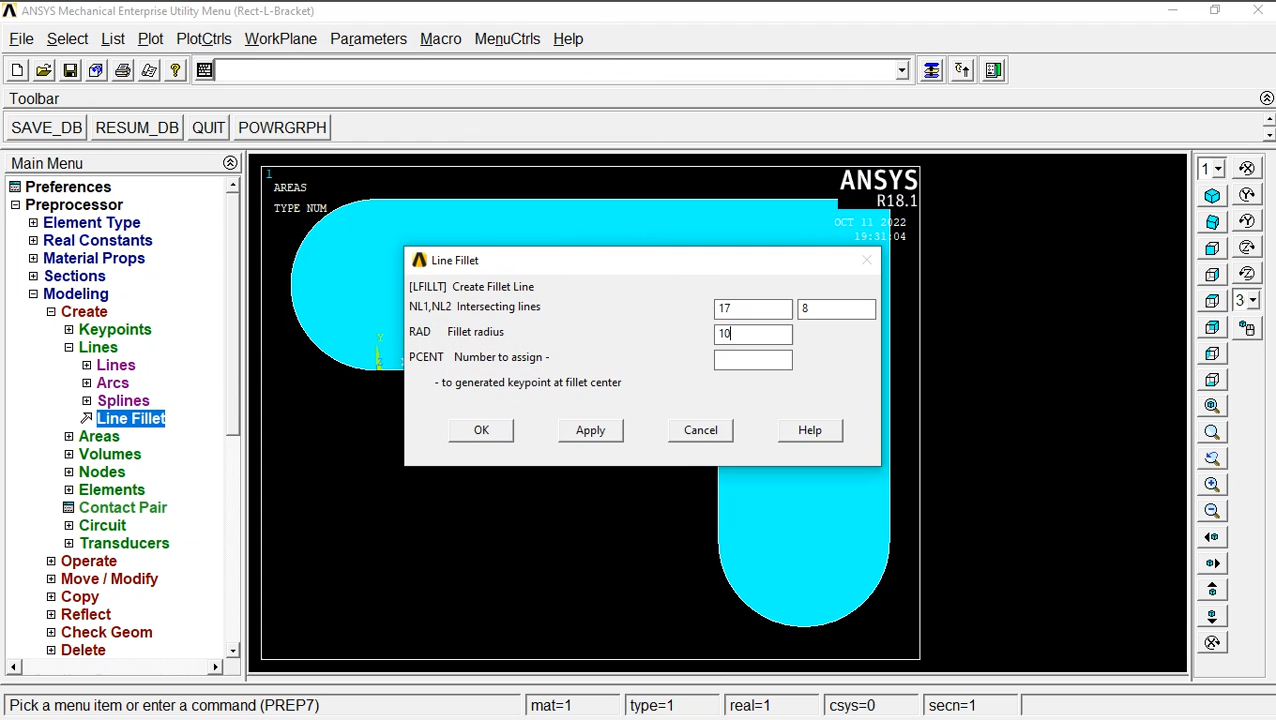 ANSYS Mechanical Enterprise Utility Menu (Rect-L-Bracket)
File Select List Plot PlotCtrls WorkPlane Parameters Macro MenuCtrls Help
Toolbar
SAVE_DB RESUM_DB QUIT POWRGRPH
Main Menu
Preferences
Preprocessor
Element Type
Real Constants
Material Props
Sections
Modeling
Create
Keypoints
Lines
Lines
Arcs
Splines
Line Fillet
Areas
Volumes
Nodes
Elements
Contact Pair
Circuit
Transducers
Operate
Move / Modify
Copy
Reflect
Check Geom
Delete
1
AREAS
TYPE NUM
ANSYS
R18.1
OCT 11 2022
19:31:04
Y
Line Fillet
[LFILLT] Create Fillet Line
NL1,NL2 Intersecting lines 17 8
RAD Fillet radius 10
PCENT Number to assign -
- to generated keypoint at fillet center
OK Apply Cancel Help
1
3
Pick a menu item or enter a command (PREP7) mat=1 type=1 real=1 csys=0 secn=1